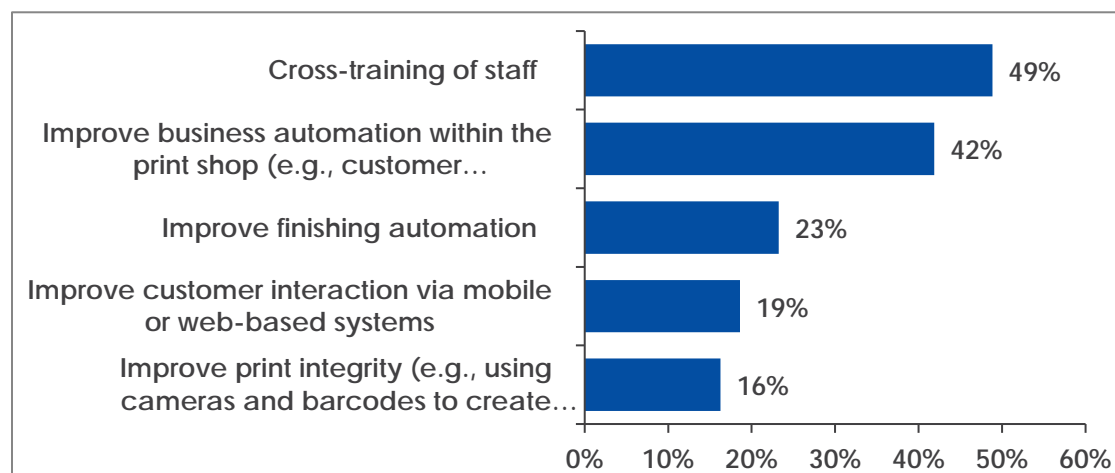 Cross-training of staff
49%
Improve business automation within the
print shop (e.g., customer…
42%
Improve finishing automation
23%
Improve customer interaction via mobile
or web-based systems
19%
Improve print integrity (e.g., using
cameras and barcodes to create…
16%
0% 10% 20% 30% 40% 50% 60%